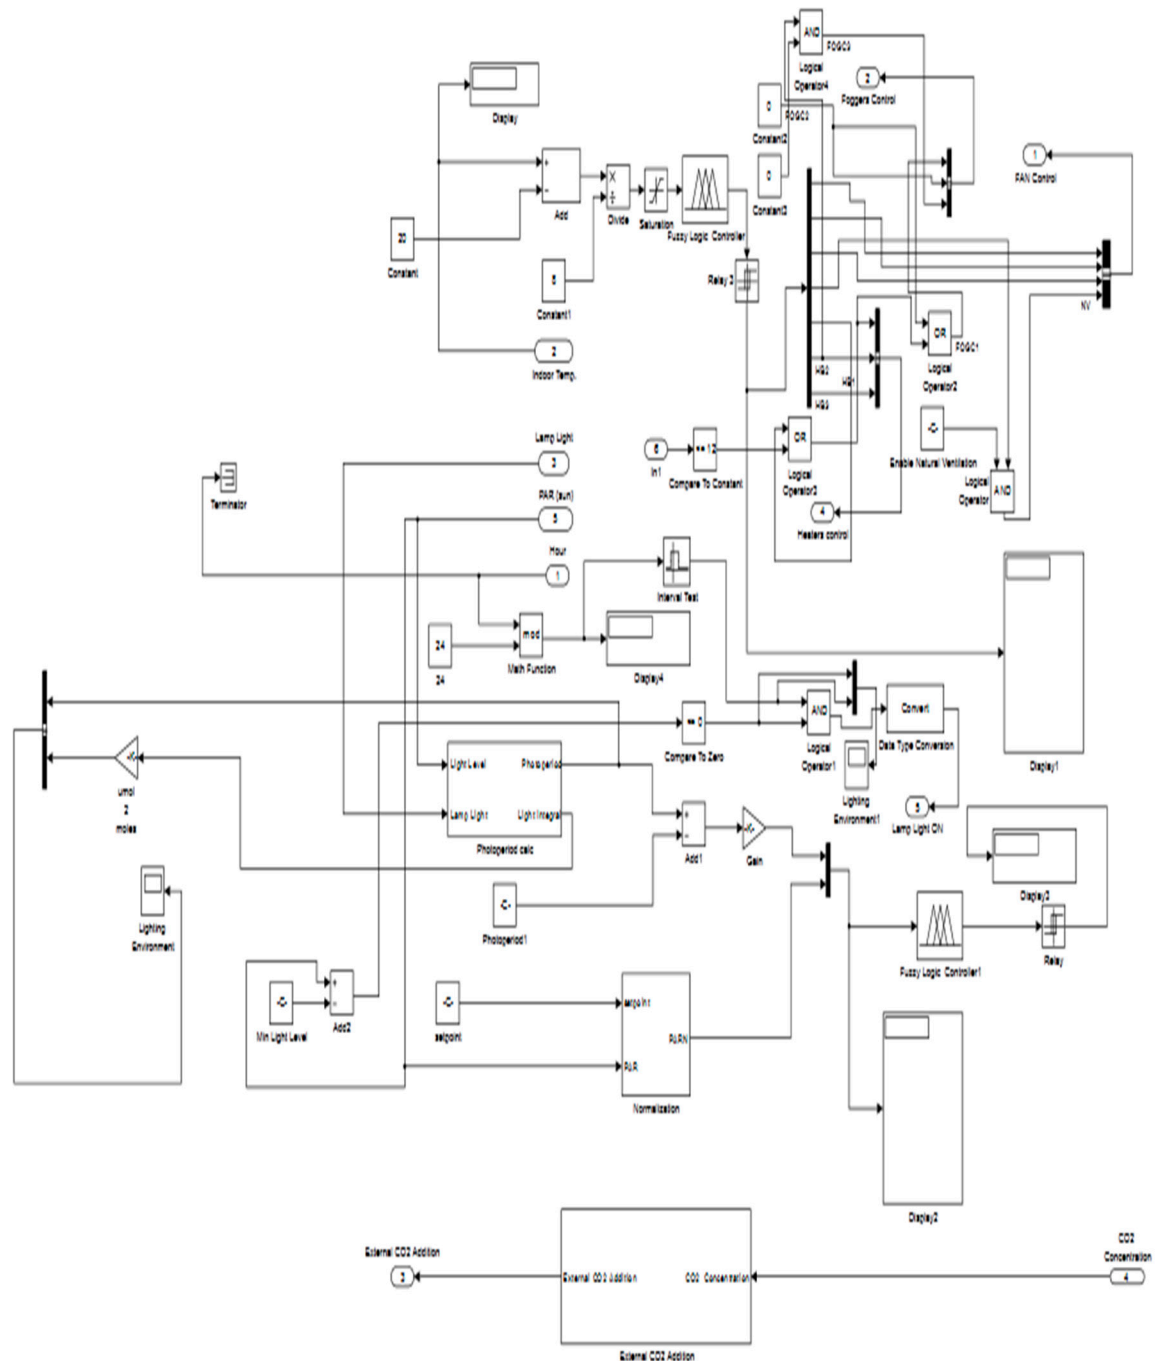 AND
FOGC3
Logical
Operator4
2
Foggers Control
Display
0
FOGC2
Constant2
1
FAN Control
+
−
Add
×
÷
Divide
Saturation
Fuzzy Logic Controller
0
Constant3
20
Constant
Relay 3
5
Constant1
NV
2
Indoor Temp.
OR
FOGC1
Logical
Operator2
HG2
HG1
HG3
-C-
Enable Natural Ventilation
Lamp Light
3
6
In1
== 12
Compare To Constant
OR
Logical
Operator3
Logical
Operator
AND
Terminator
PAR (sun)
5
4
Heaters control
Hour
1
Interval Test
24
24
mod
Math Function
Display4
== 0
Compare To Zero
AND
Logical
Operator1
Convert
Data Type Conversion
Display1
-K-
umol
2
moles
Light Level
Photoperiod
Lamp Light
Light Integral
Photoperiod calc
Lighting
Environment1
5
Lamp Light ON
+
−
Add1
-K-
Gain
Lighting
Environment
-C-
Photoperiod1
Display3
Fuzzy Logic Controller1
Relay
-C-
Min Light Level
+
−
Add2
-C-
setpoint
setpoint
PARN
PAR
Normalization
Display2
External CO2 Addition
3
External CO2 Addition
CO2 Concentration
External CO2 Addition
CO2
Concentration
4